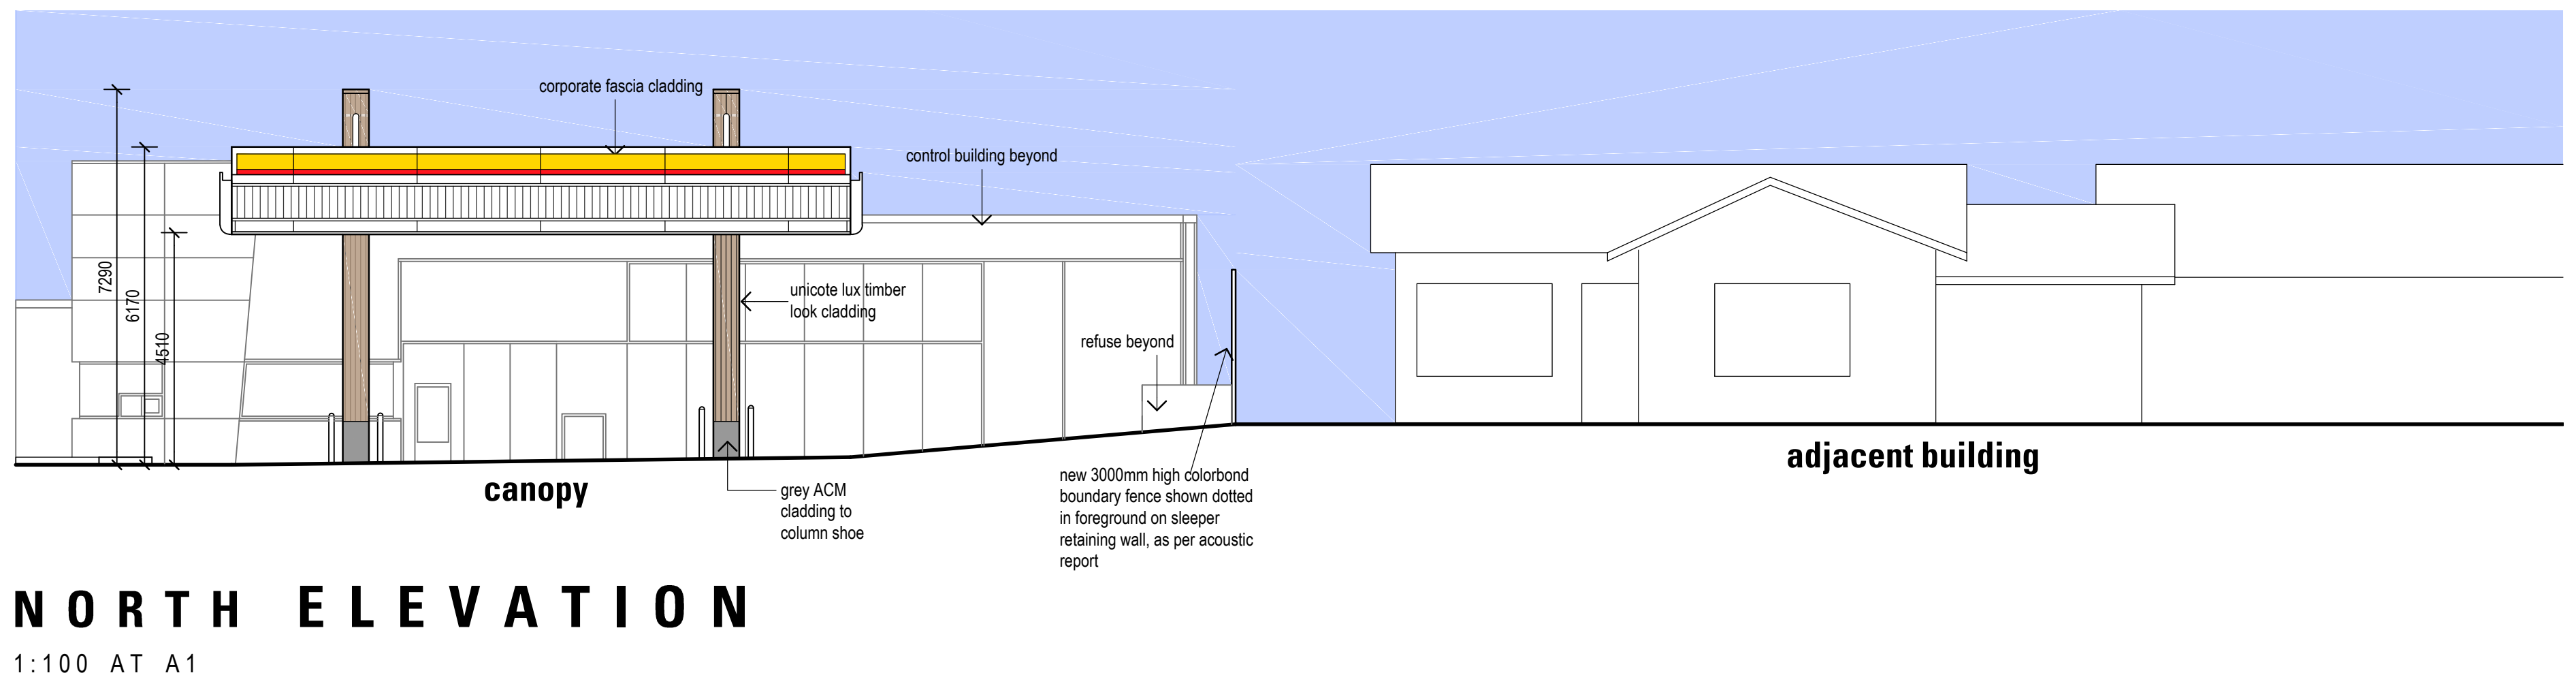 corporate fascia cladding
control building beyond
7290
6170
4510
unicote lux timber
look cladding
refuse beyond
canopy
grey ACM
cladding to
column shoe
new 3000mm high colorbond
boundary fence shown dotted
in foreground on sleeper
retaining wall, as per acoustic
report
adjacent building
NORTH ELEVATION
1:100 AT A1